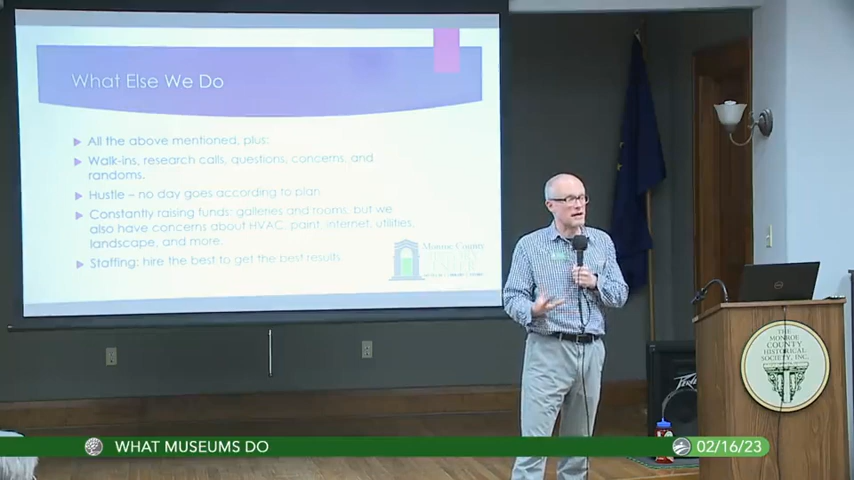 What Else We Do
All the above mentioned, plus:
Walk-ins, research calls, questions, concerns, and
randoms.
Hustle – no day goes according to plan
Constantly raising funds: galleries and rooms, but we
also have concerns about HVAC, paint, internet, utilities,
landscape, and more.
Staffing: hire the best to get the best results
Monroe County
THE
MONROE
COUNTY
HISTORICAL
SOCIETY, INC.
PEAVEY
WHAT MUSEUMS DO
02/16/23